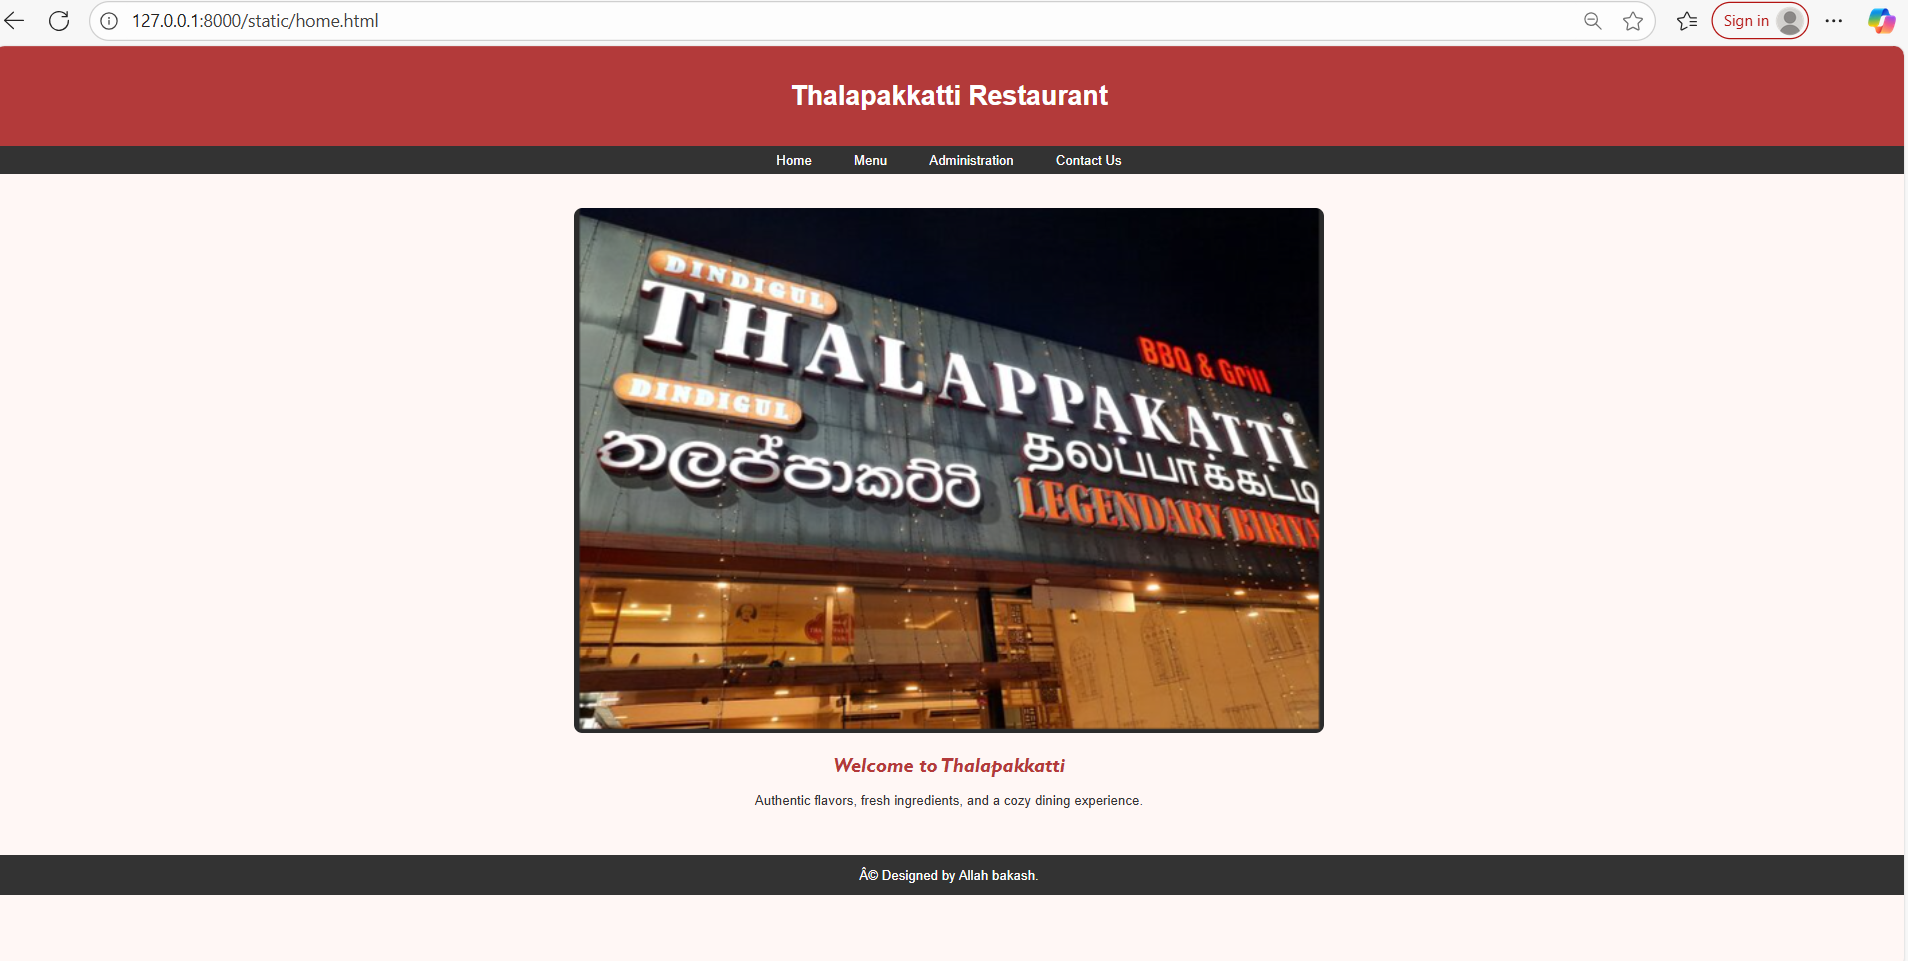 127.0.0.1:8000/static/home.html
Sign in
Thalapakkatti Restaurant
Home Menu Administration Contact Us
DINDIGUL
THALAPPAKATTi
BBQ & Grill
DINDIGUL
තලප්පාකට්ටි
தலப்பாக்கட்டி
LEGENDARY BIRIYA
Welcome to Thalapakkatti
Authentic flavors, fresh ingredients, and a cozy dining experience.
Â© Designed by Allah bakash.